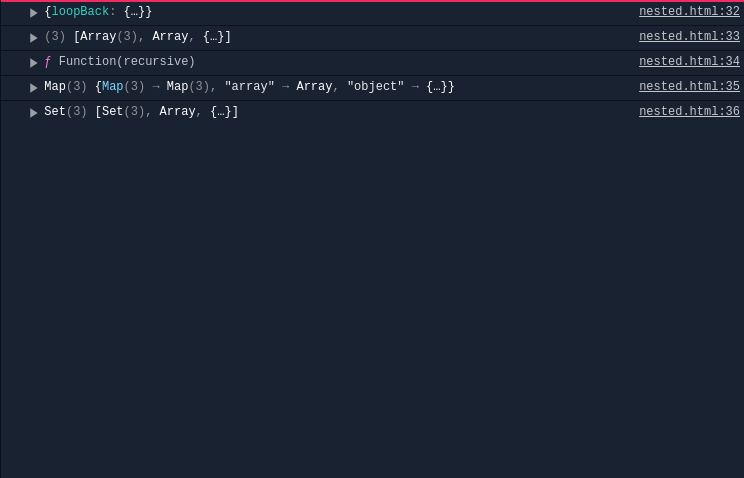 {loopBack: {…}} nested.html:32
(3) [Array(3), Array, {…}] nested.html:33
ƒ Function(recursive) nested.html:34
Map(3) {Map(3) → Map(3), "array" → Array, "object" → {…}} nested.html:35
Set(3) [Set(3), Array, {…}] nested.html:36